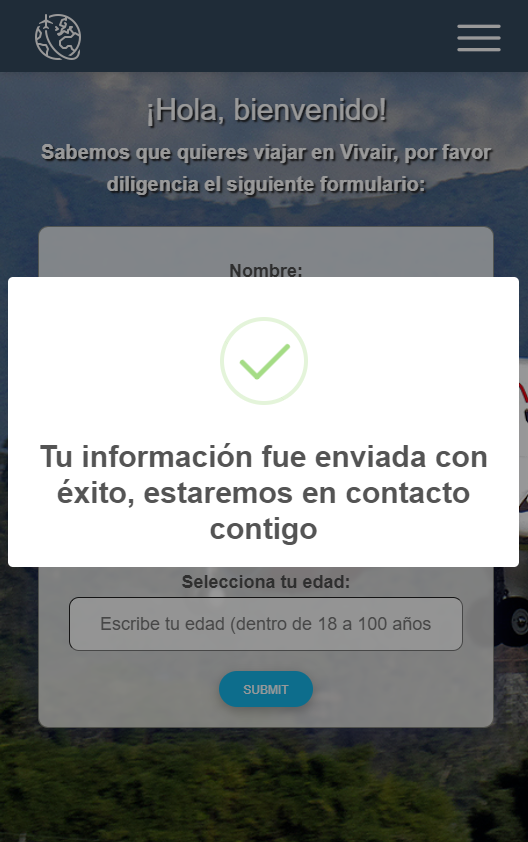 ¡Hola, bienvenido!
Sabemos que quieres viajar en Vivair, por favor
diligencia el siguiente formulario:
Nombre:
Tu información fue enviada con
éxito, estaremos en contacto
contigo
Selecciona tu edad:
Escribe tu edad (dentro de 18 a 100 años
SUBMIT